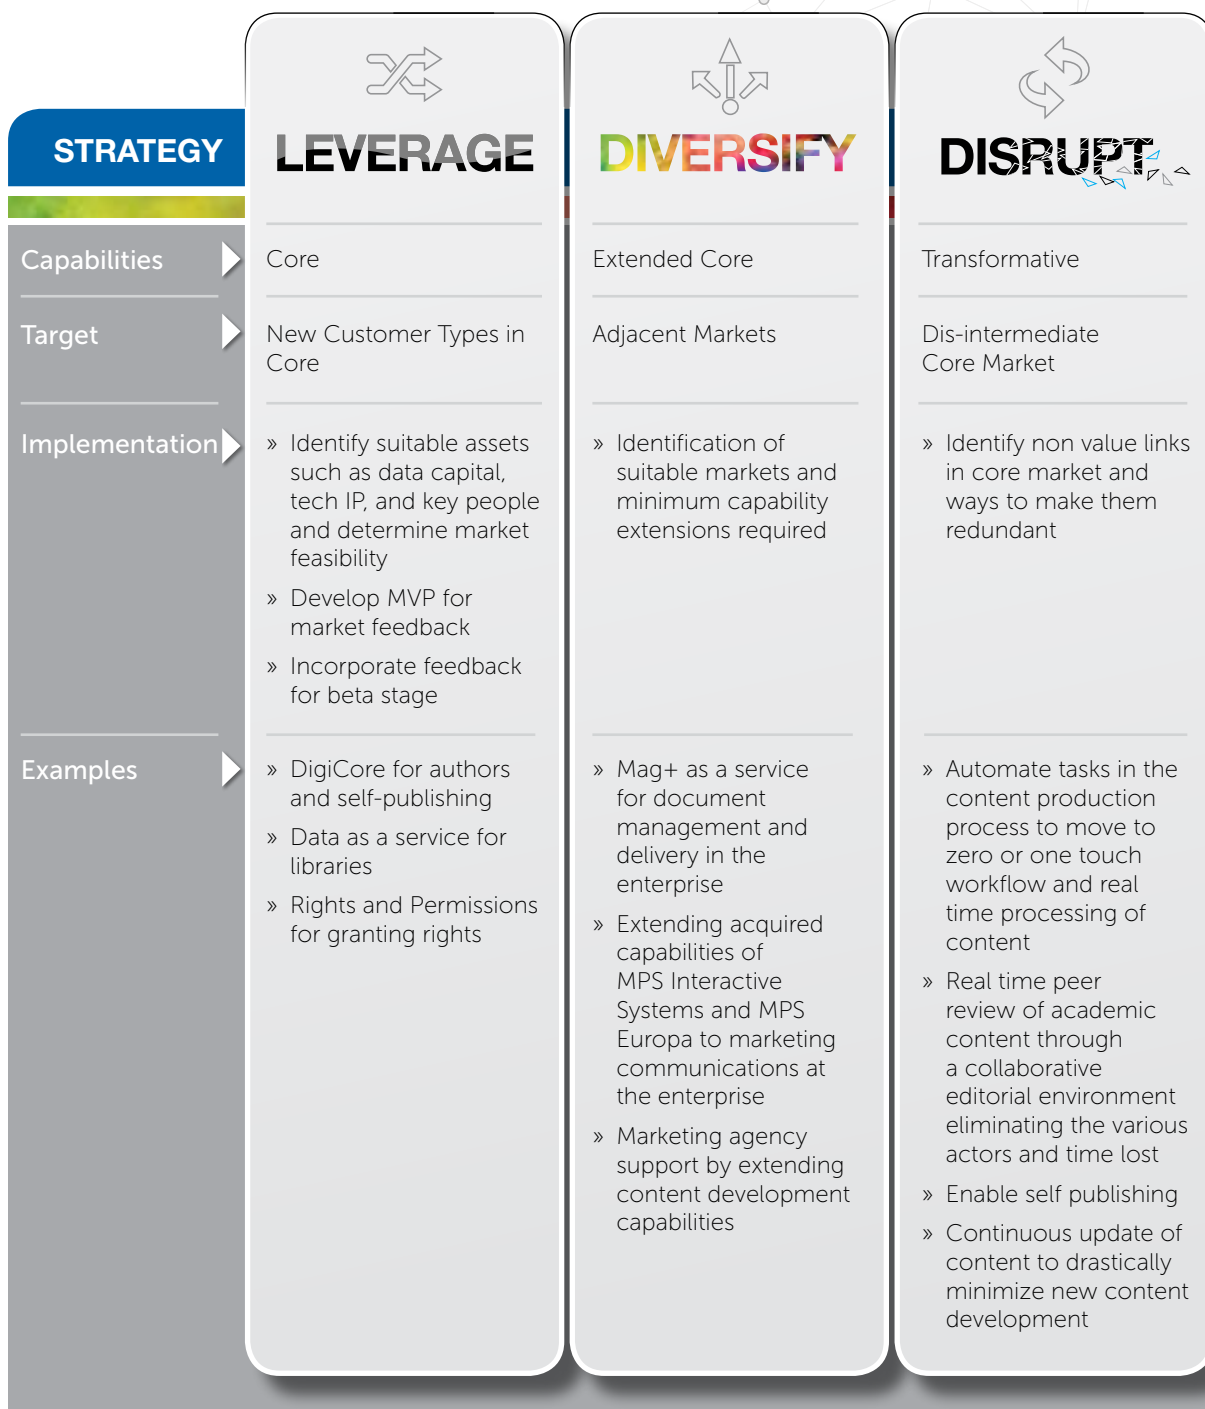 STRATEGY
LEVERAGE
DIVERSIFY
DISRUPT
Capabilities
Core
Extended Core
Transformative
Target
New Customer Types in
Core
Adjacent Markets
Dis-intermediate
Core Market
Implementation
» Identify suitable assets
such as data capital,
tech IP, and key people
and determine market
feasibility
» Develop MVP for
market feedback
» Incorporate feedback
for beta stage
» Identification of
suitable markets and
minimum capability
extensions required
» Identify non value links
in core market and
ways to make them
redundant
Examples
» DigiCore for authors
and self-publishing
» Data as a service for
libraries
» Rights and Permissions
for granting rights
» Mag+ as a service
for document
management and
delivery in the
enterprise
» Extending acquired
capabilities of
MPS Interactive
Systems and MPS
Europa to marketing
communications at
the enterprise
» Marketing agency
support by extending
content development
capabilities
» Automate tasks in the
content production
process to move to
zero or one touch
workflow and real
time processing of
content
» Real time peer
review of academic
content through
a collaborative
editorial environment
eliminating the various
actors and time lost
» Enable self publishing
» Continuous update of
content to drastically
minimize new content
development